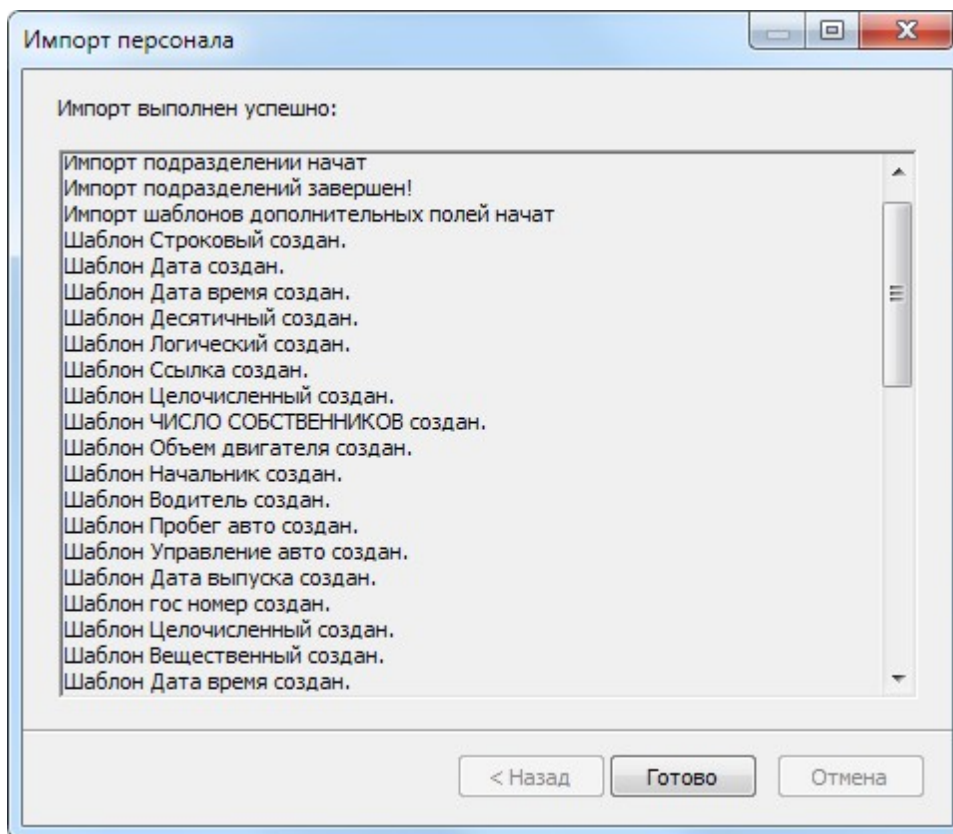 Импорт персонала
Импорт выполнен успешно:
Импорт подразделении начат
Импорт подразделений завершен!
Импорт шаблонов дополнительных полей начат
Шаблон Строковый создан.
Шаблон Дата создан.
Шаблон Дата время создан.
Шаблон Десятичный создан.
Шаблон Логический создан.
Шаблон Ссылка создан.
Шаблон Целочисленный создан.
Шаблон ЧИСЛО СОБСТВЕННИКОВ создан.
Шаблон Объем двигателя создан.
Шаблон Начальник создан.
Шаблон Водитель создан.
Шаблон Пробег авто создан.
Шаблон Управление авто создан.
Шаблон Дата выпуска создан.
Шаблон гос номер создан.
Шаблон Целочисленный создан.
Шаблон Вещественный создан.
Шаблон Дата время создан.
< Назад
Готово
Отмена